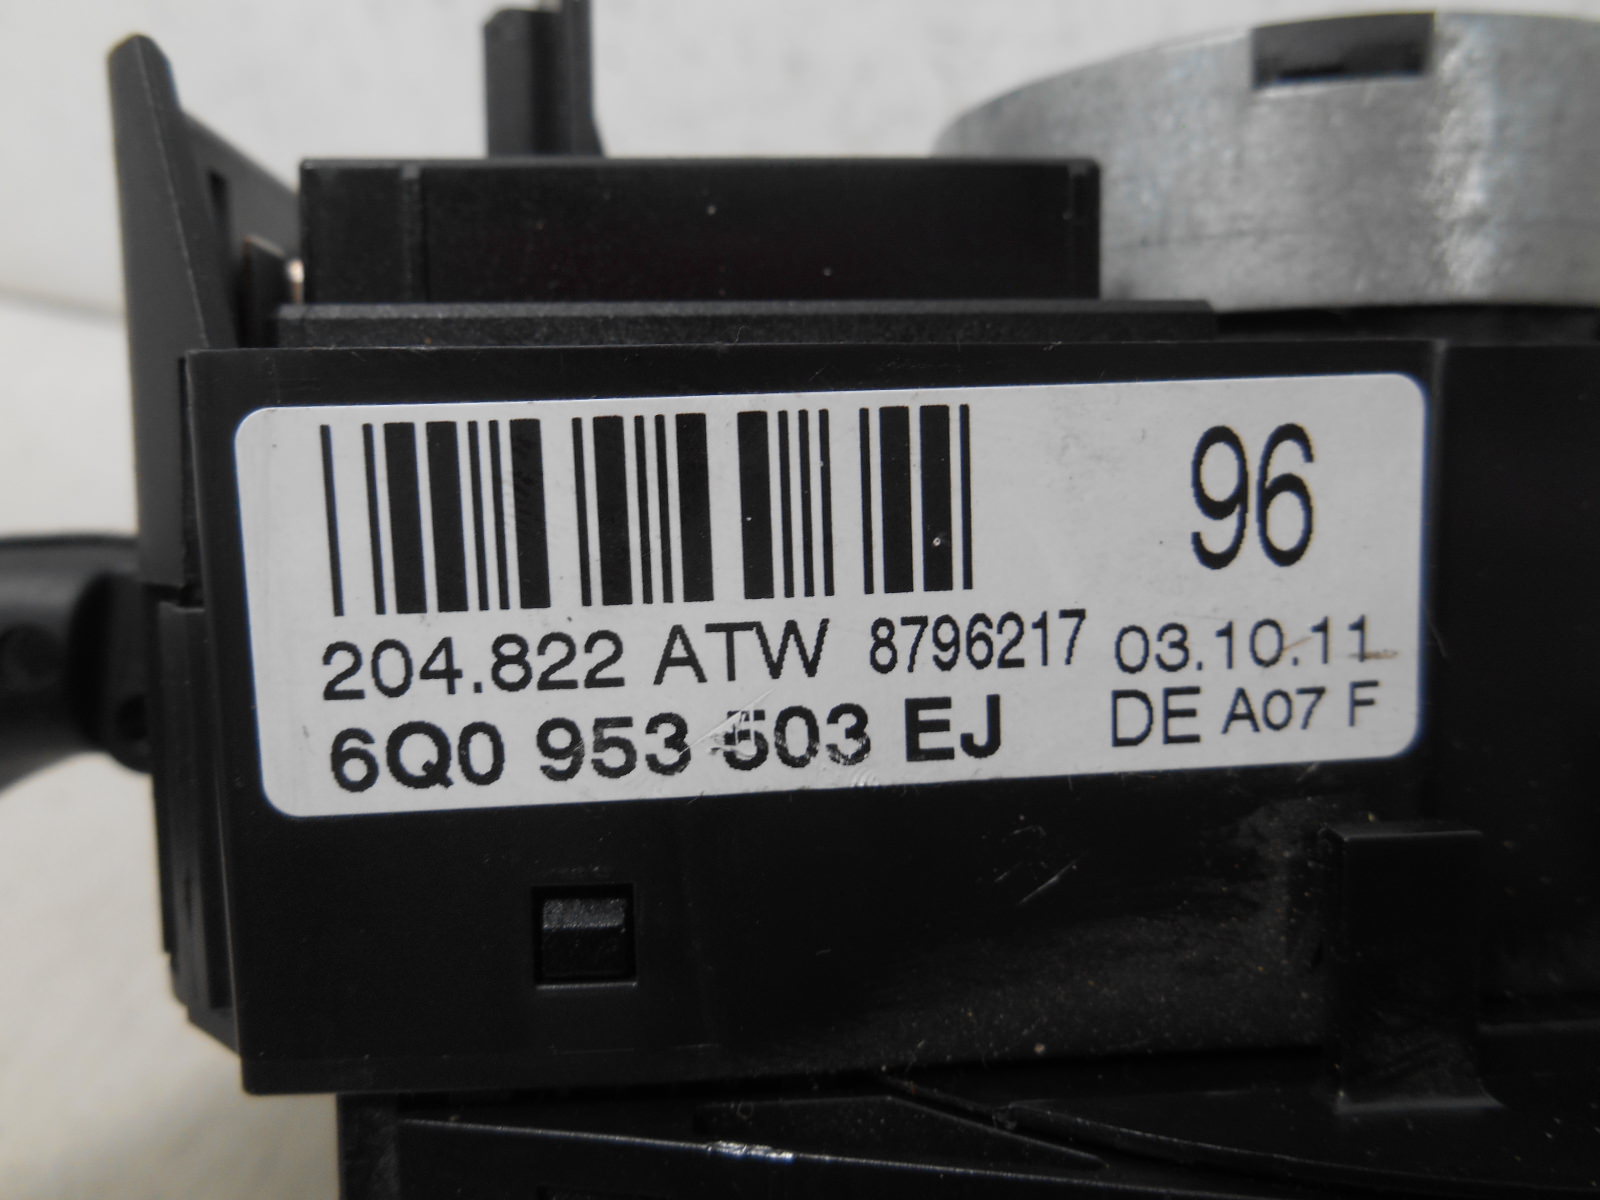 96
204.822 ATW 8796217 03.10.11
6Q0 953 503 EJ DE A07 F